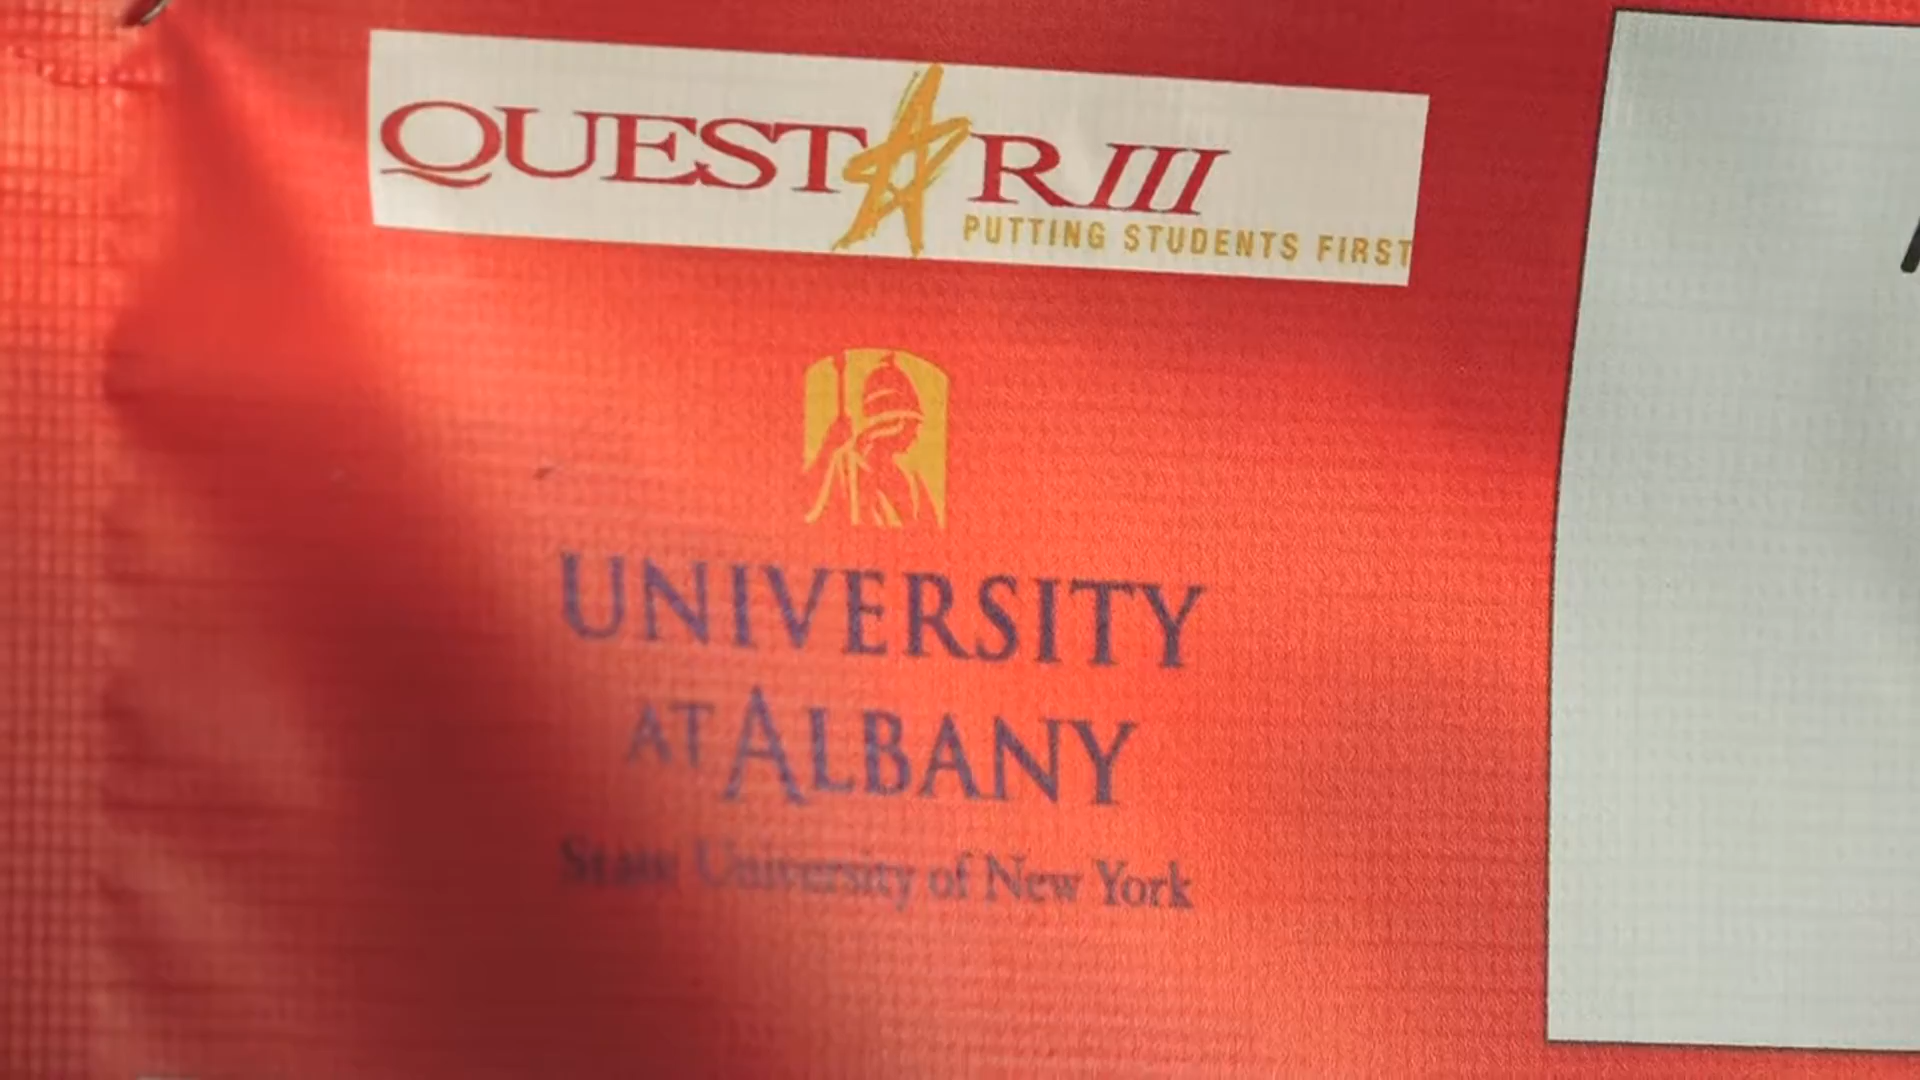 QUESTAR III
PUTTING STUDENTS FIRST
UNIVERSITY
AT ALBANY
State University of New York